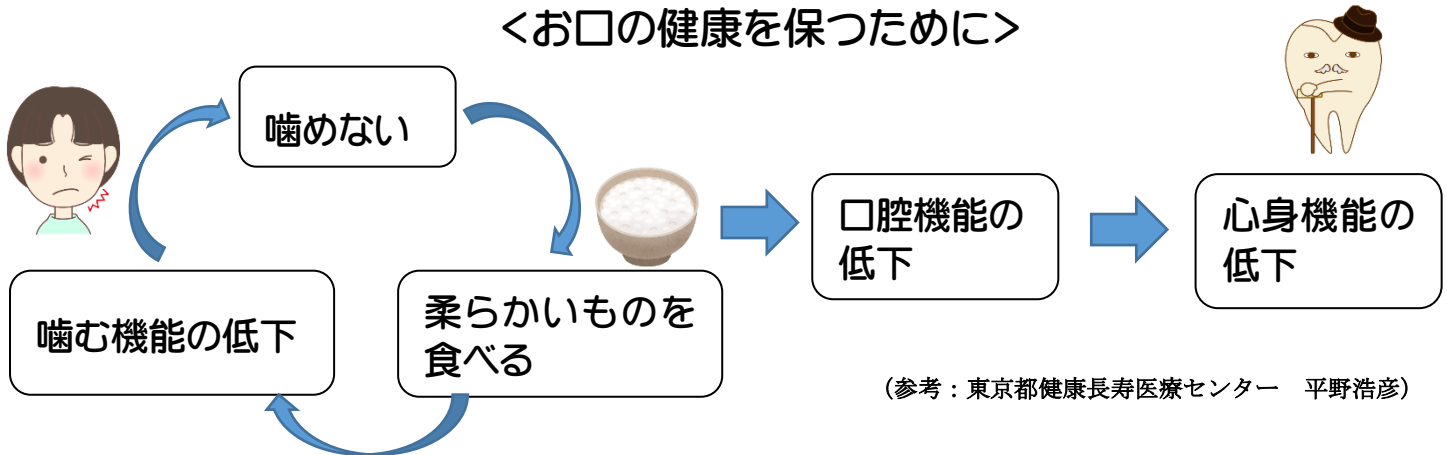 <お口の健康を保つために>
噛めない
柔らかいものを
食べる
噛む機能の低下
口腔機能の
低下
心身機能の
低下
（参考：東京都健康長寿医療センター　平野浩彦）